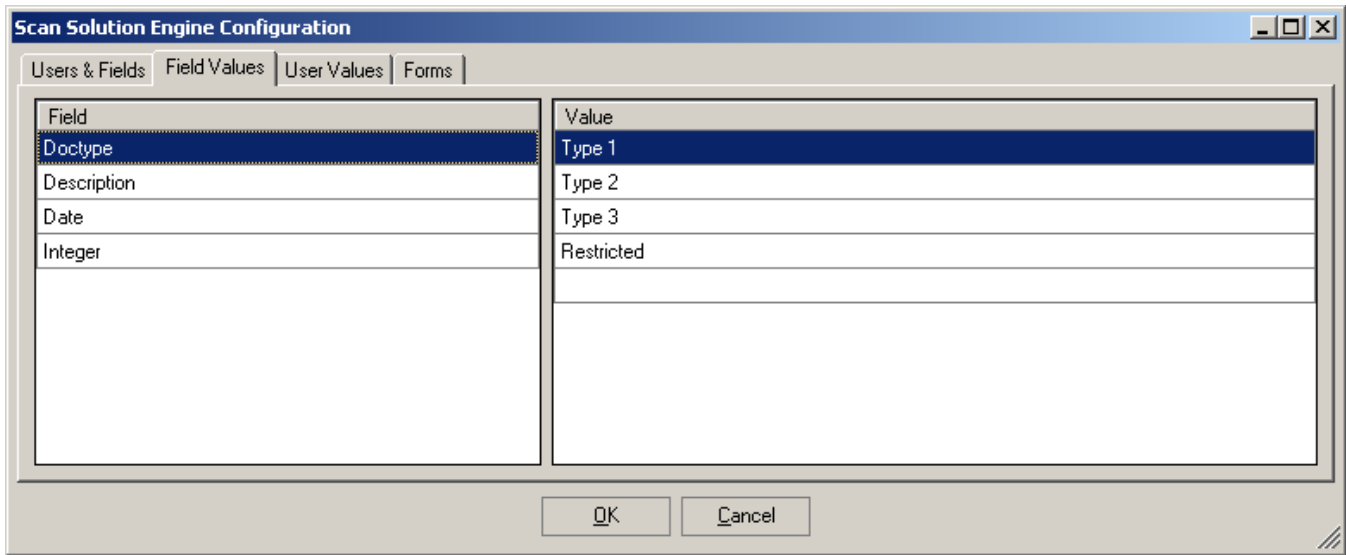 Scan Solution Engine Configuration
Users & Fields Field Values User Values Forms
Field Value
Doctype Type 1
Description Type 2
Date Type 3
Integer Restricted
OK Cancel